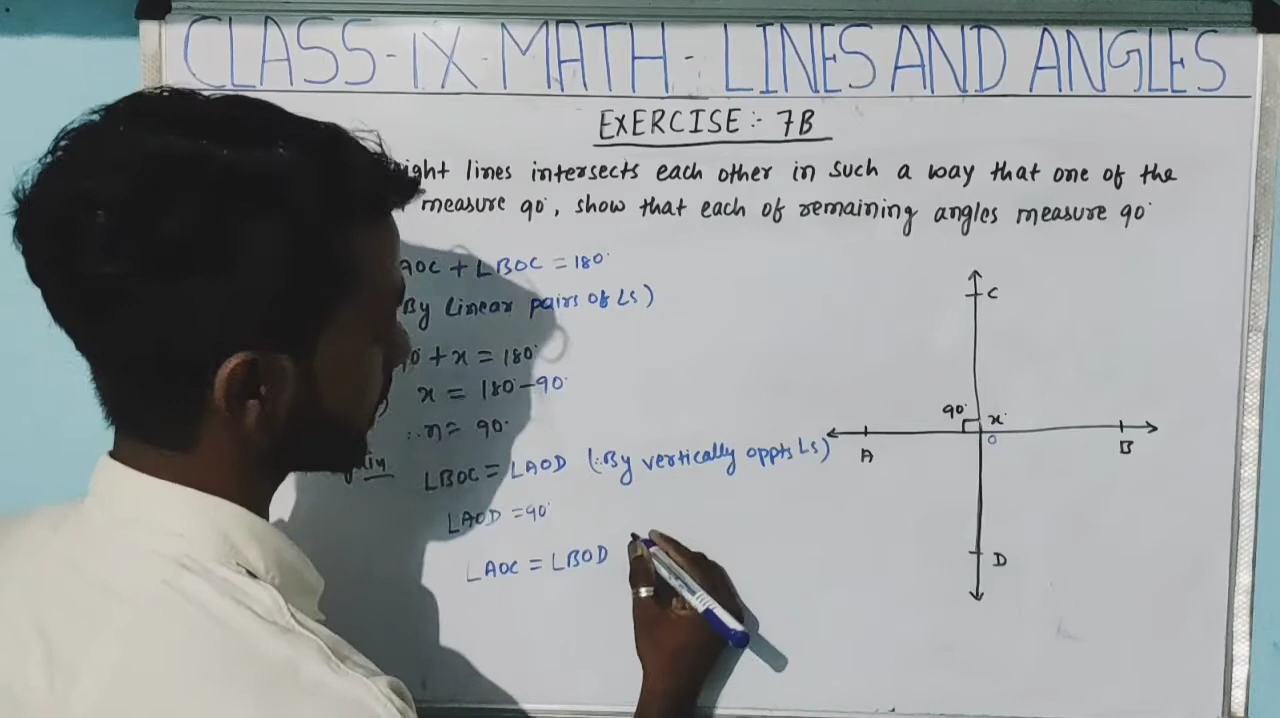 CLASS-IX-MATH-LINES AND ANGLES
EXERCISE:- 7B
ight lines intersects each other in such a way that one of the
measure 90°, show that each of remaining angles measure 90°
AOC + ∠BOC = 180°
By Linear pairs of ∠s)
0° + x = 180°
x = 180° - 90°
∴ x = 90°
∠BOC = ∠AOD (∵By vertically oppts ∠s)
∠AOD = 90°
∠AOC = ∠BOD
C
90° x°
O
A
B
D